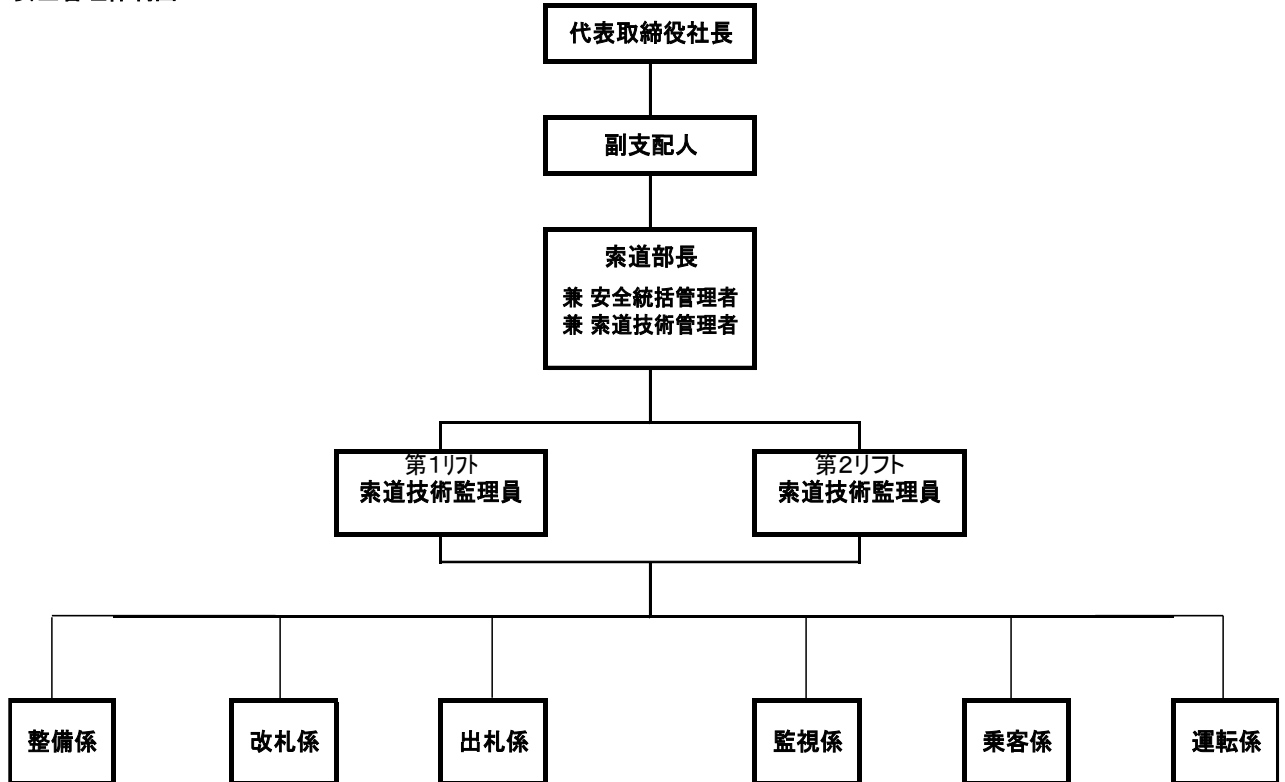 代表取締役社長
副支配人
索道部長
兼 安全統括管理者
兼 索道技術管理者
第1リフト
索道技術監理員
第2リフト
索道技術監理員
整備係
改札係
出札係
監視係
乗客係
運転係